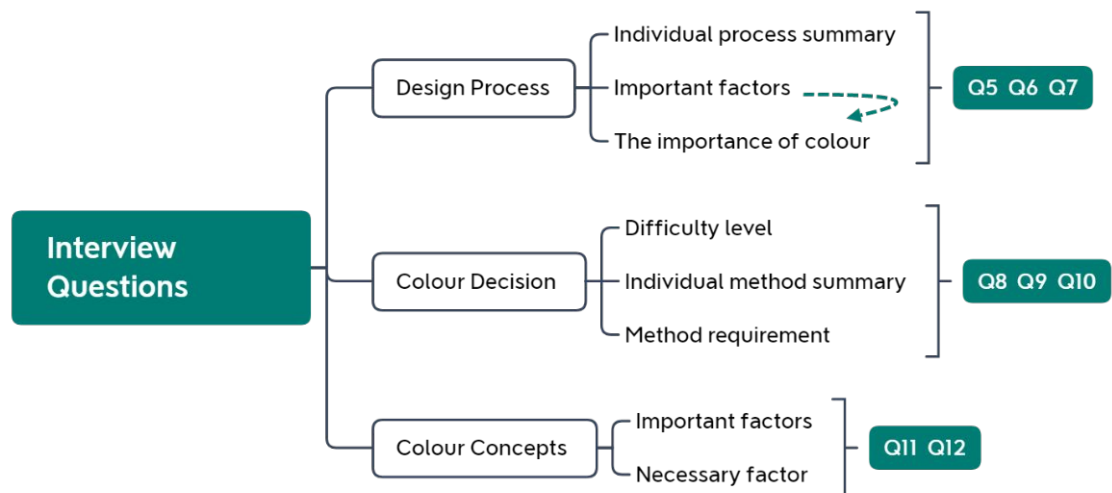 Interview
Questions
Design Process
Individual process summary
Important factors
The importance of colour
Q5 Q6 Q7
Colour Decision
Difficulty level
Individual method summary
Method requirement
Q8 Q9 Q10
Colour Concepts
Important factors
Necessary factor
Q11 Q12